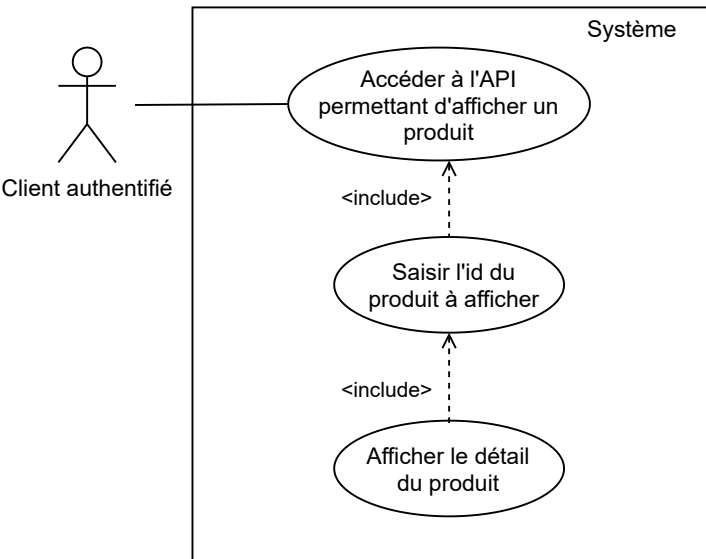 Système
Accéder à l'API
permettant d'afficher un
produit
Client authentifié
<include>
Saisir l'id du
produit à afficher
<include>
Afficher le détail
du produit